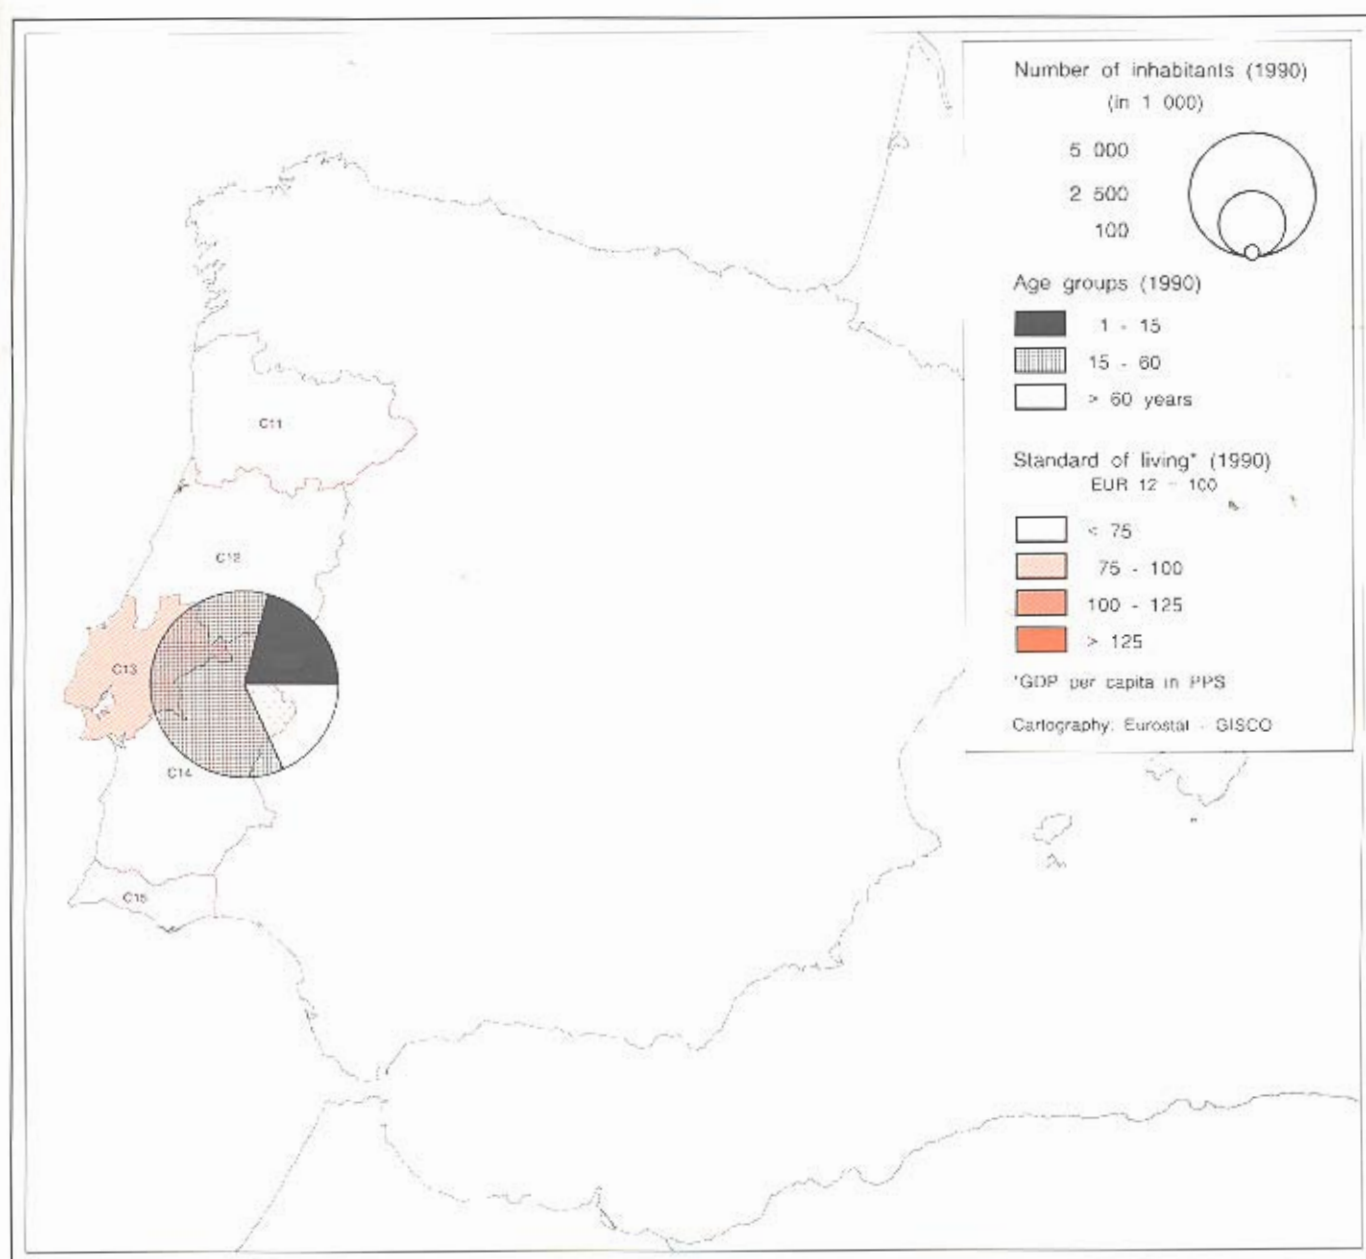 Number of inhabitants (1990)
(in 1 000)
5 000
2 500
100
Age groups (1990)
1 - 15
15 - 60
> 60 years
Standard of living* (1990)
EUR 12 - 100
< 75
75 - 100
100 - 125
> 125
*GDP per capita in PPS
Cartography: Eurostat - GISCO
C11
C12
C13
C14
C15